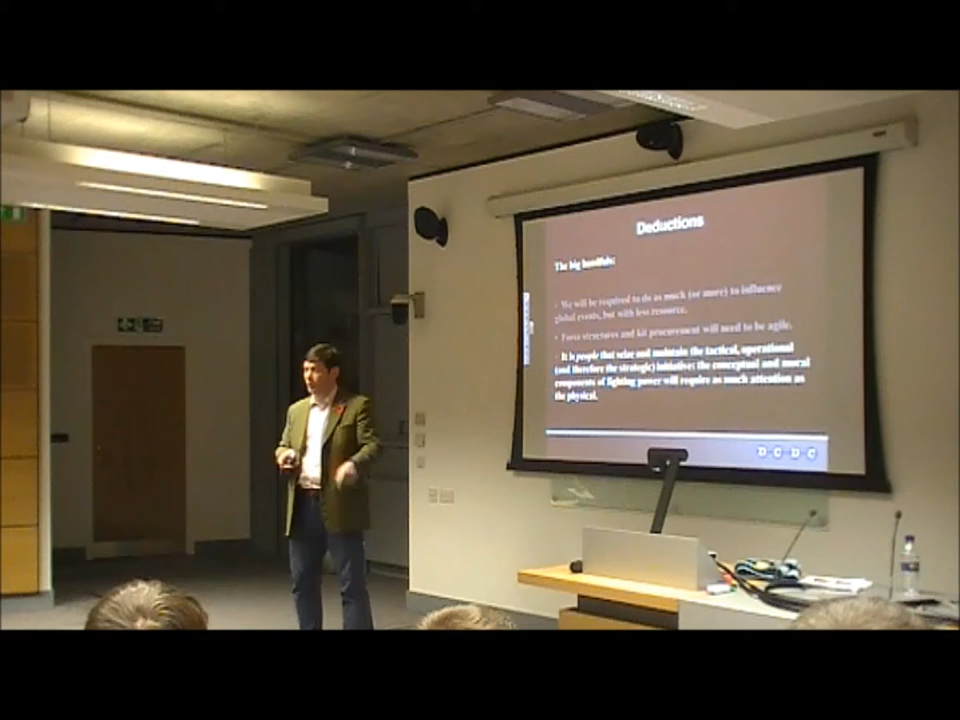 Deductions
The big handfuls:
- We will be required to do as much (or more) to influence
global events, but with less resource.
- Force structures and kit procurement will need to be agile.
- It is people that seize and maintain the tactical, operational
(and therefore the strategic) initiative: the conceptual and moral
components of fighting power will require as much attention as
the physical.
D C D C